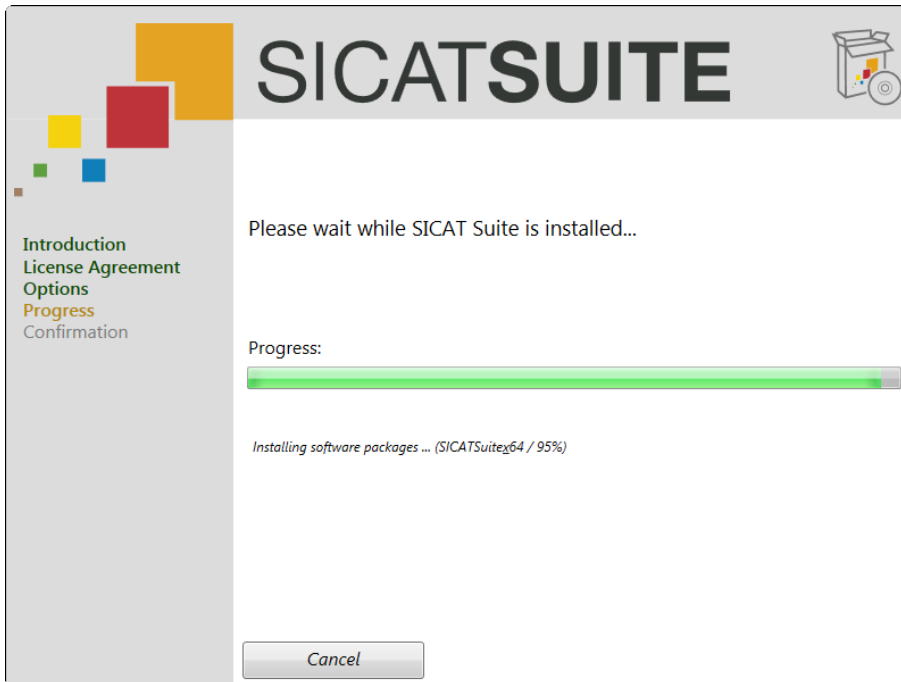 SICATSUITE
Introduction
License Agreement
Options
Progress
Confirmation
Please wait while SICAT Suite is installed...
Progress:
Installing software packages ... (SICATSuitex64 / 95%)
Cancel